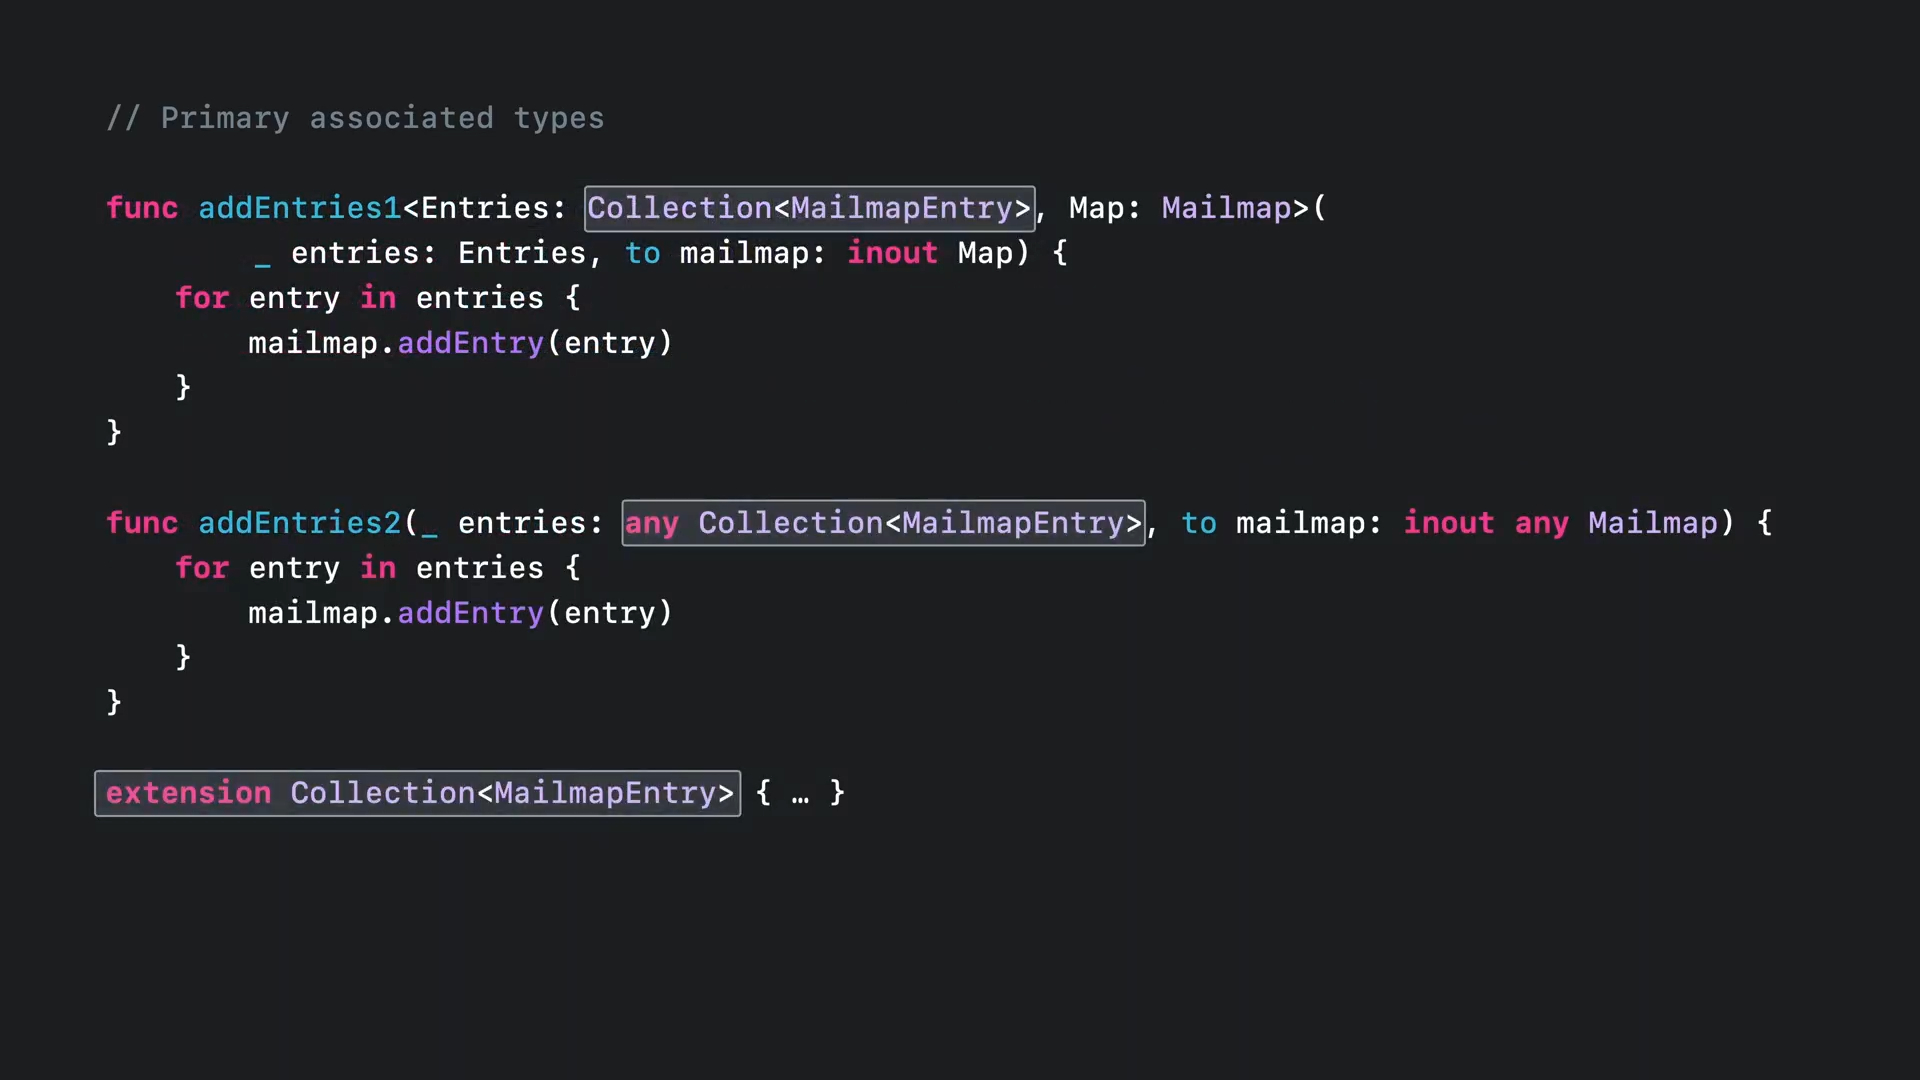 // Primary associated types
func addEntries1<Entries: Collection<MailmapEntry>, Map: Mailmap>(
_ entries: Entries, to mailmap: inout Map) {
for entry in entries {
mailmap.addEntry(entry)
}
}
func addEntries2(_ entries: any Collection<MailmapEntry>, to mailmap: inout any Mailmap) {
for entry in entries {
mailmap.addEntry(entry)
}
}
extension Collection<MailmapEntry> { … }